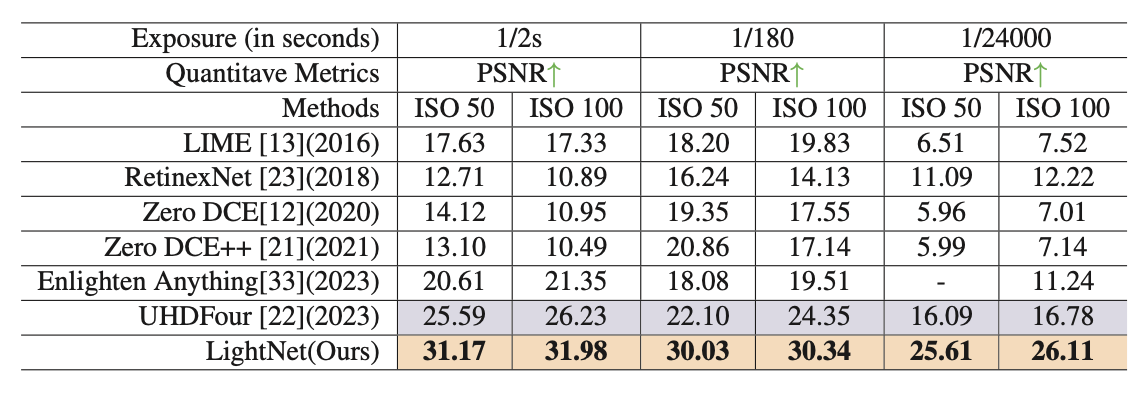 Exposure (in seconds) 1/2s 1/180 1/24000
Quantitave Metrics PSNR↑ PSNR↑ PSNR↑
Methods ISO 50 ISO 100 ISO 50 ISO 100 ISO 50 ISO 100
LIME [13](2016) 17.63 17.33 18.20 19.83 6.51 7.52
RetinexNet [23](2018) 12.71 10.89 16.24 14.13 11.09 12.22
Zero DCE[12](2020) 14.12 10.95 19.35 17.55 5.96 7.01
Zero DCE++ [21](2021) 13.10 10.49 20.86 17.14 5.99 7.14
Enlighten Anything[33](2023) 20.61 21.35 18.08 19.51 - 11.24
UHDFour [22](2023) 25.59 26.23 22.10 24.35 16.09 16.78
LightNet(Ours) 31.17 31.98 30.03 30.34 25.61 26.11